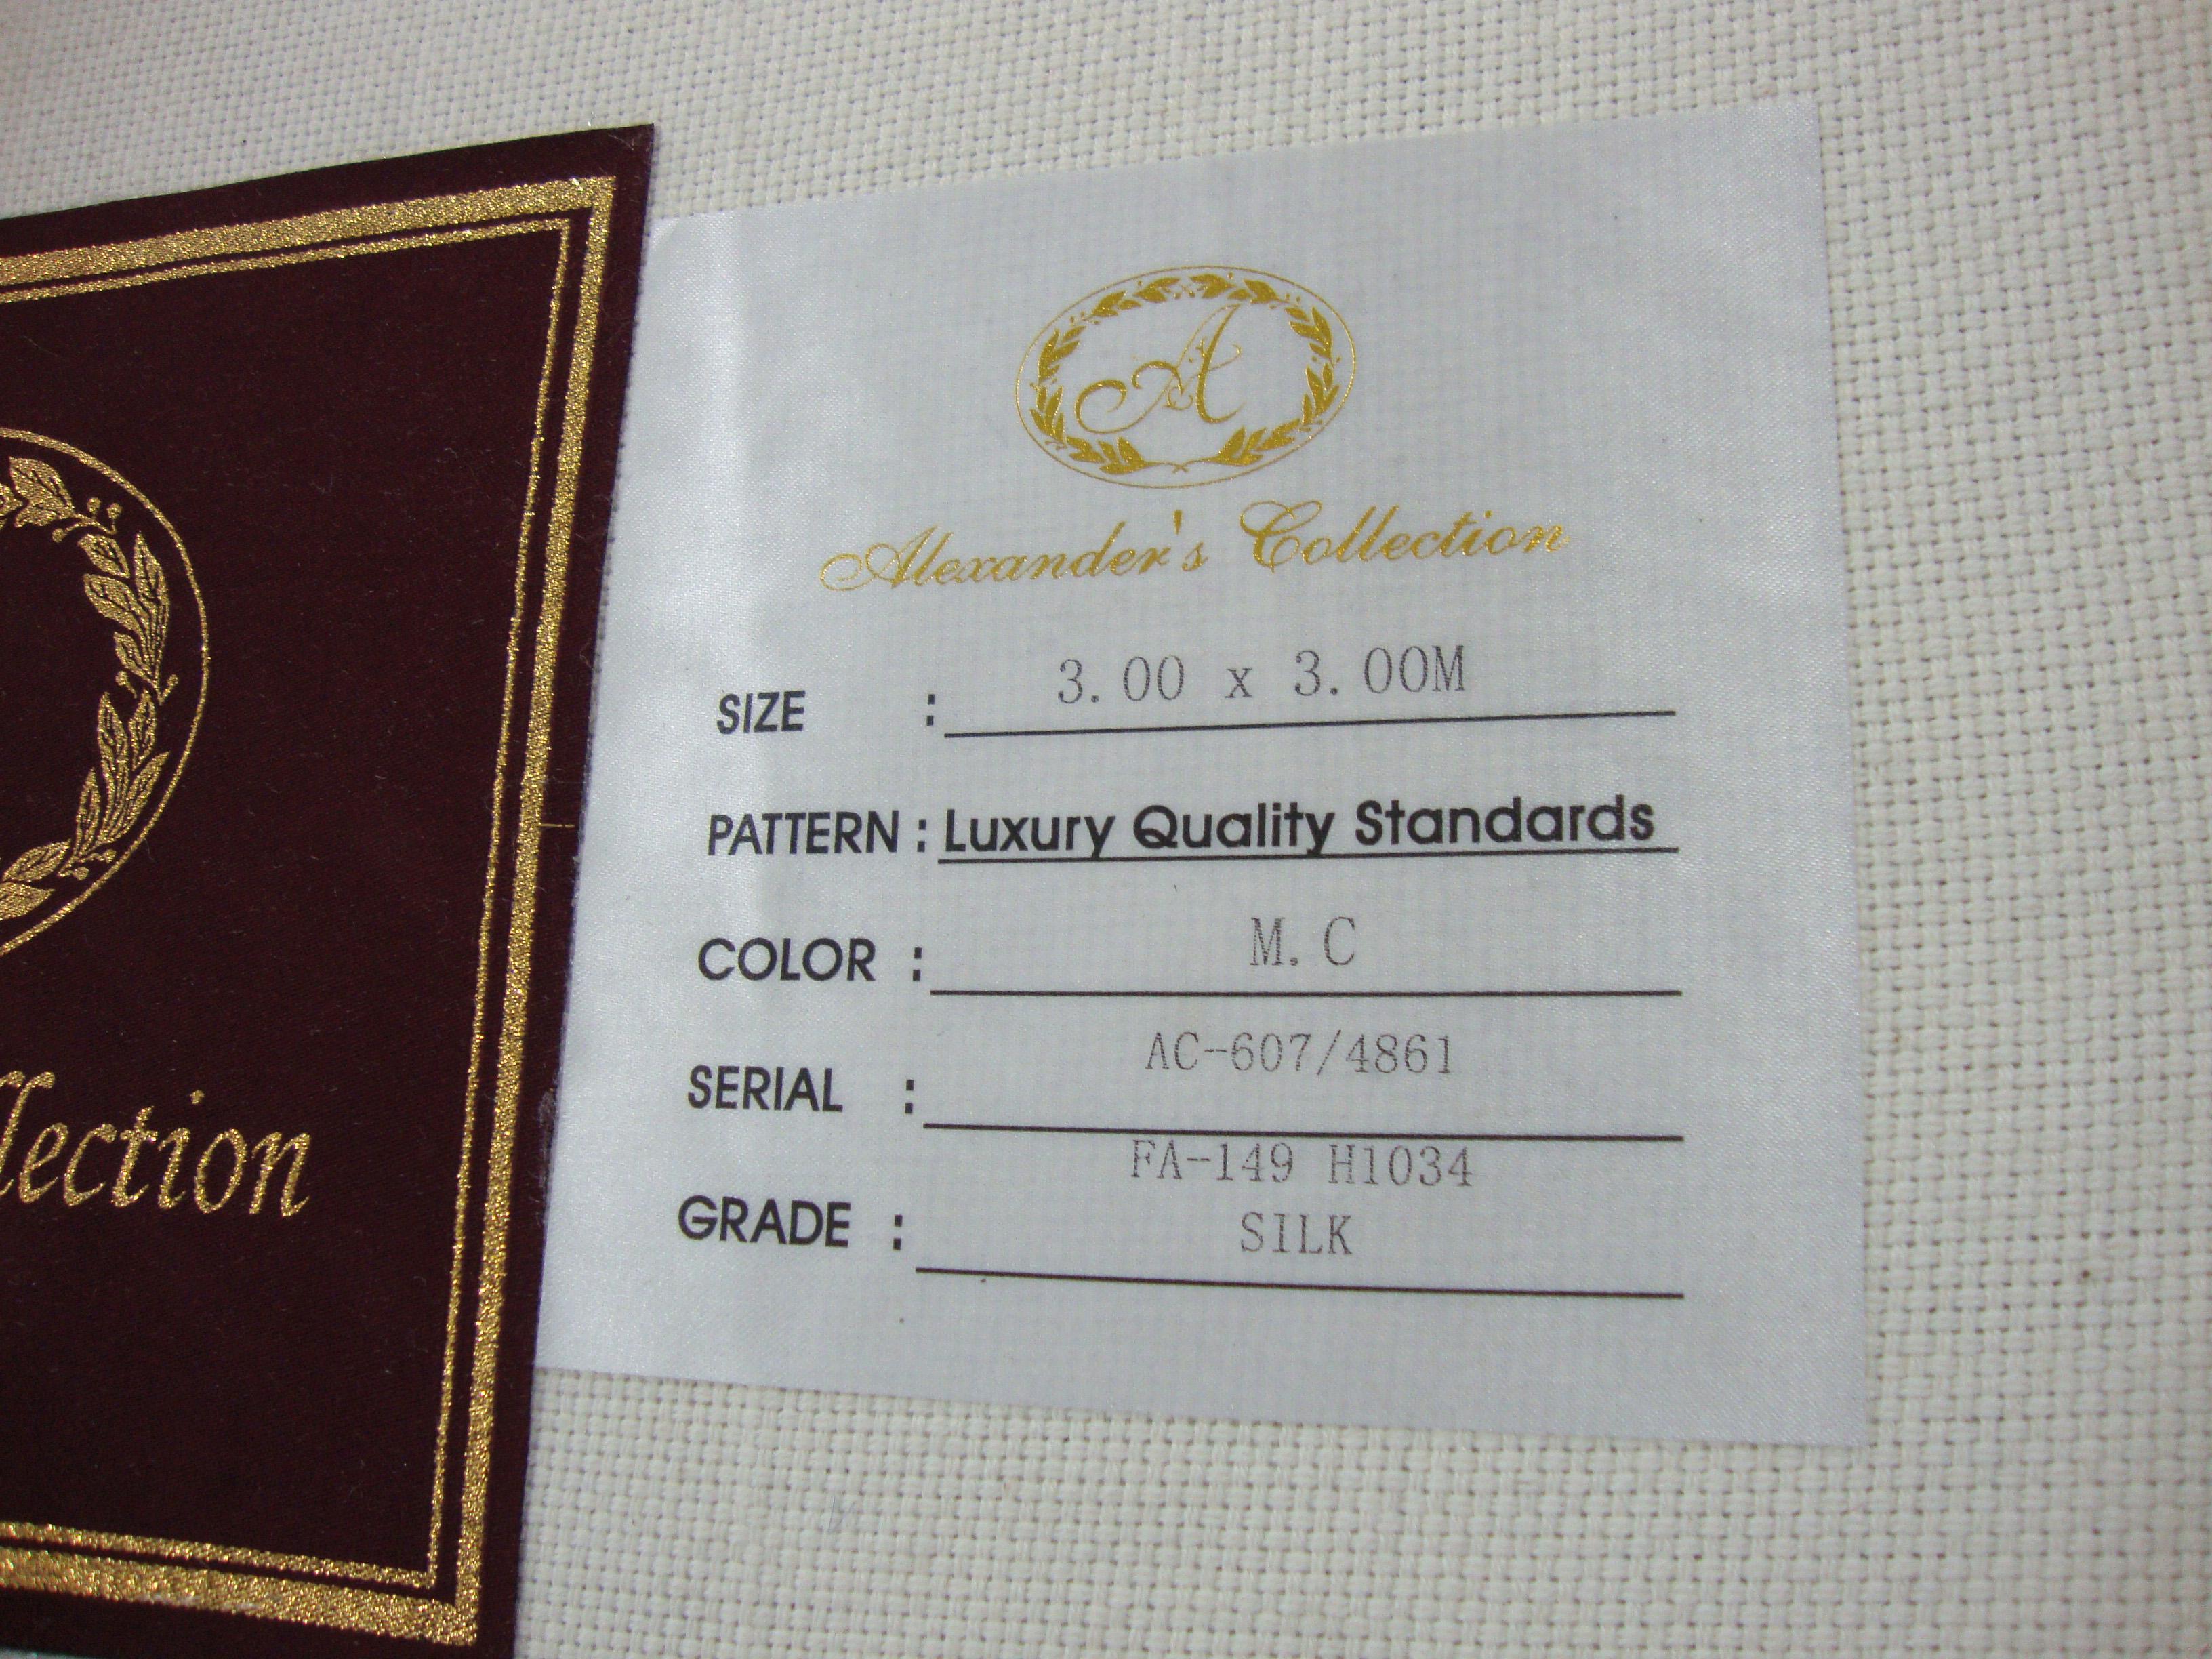 llection
A
Alexander's Collection
SIZE : 3.00 x 3.00M
PATTERN : Luxury Quality Standards
COLOR : M.C
SERIAL : AC-607/4861
FA-149 H1034
GRADE : SILK